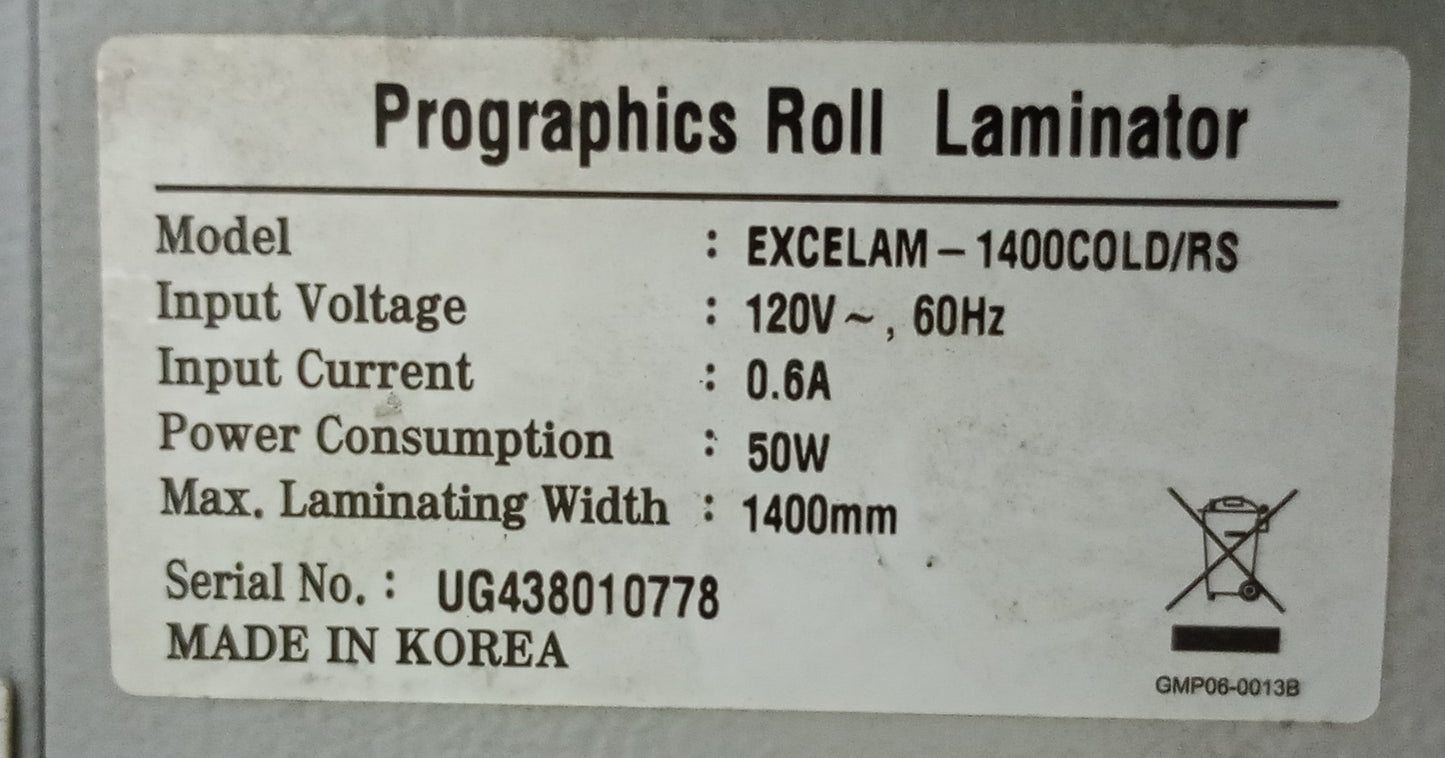 Prographics Roll Laminator
Model : EXCELAM-1400COLD/RS
Input Voltage : 120V~, 60Hz
Input Current : 0.6A
Power Consumption : 50W
Max. Laminating Width : 1400mm
Serial No. : UG438010778
MADE IN KOREA
GMP06-0013B